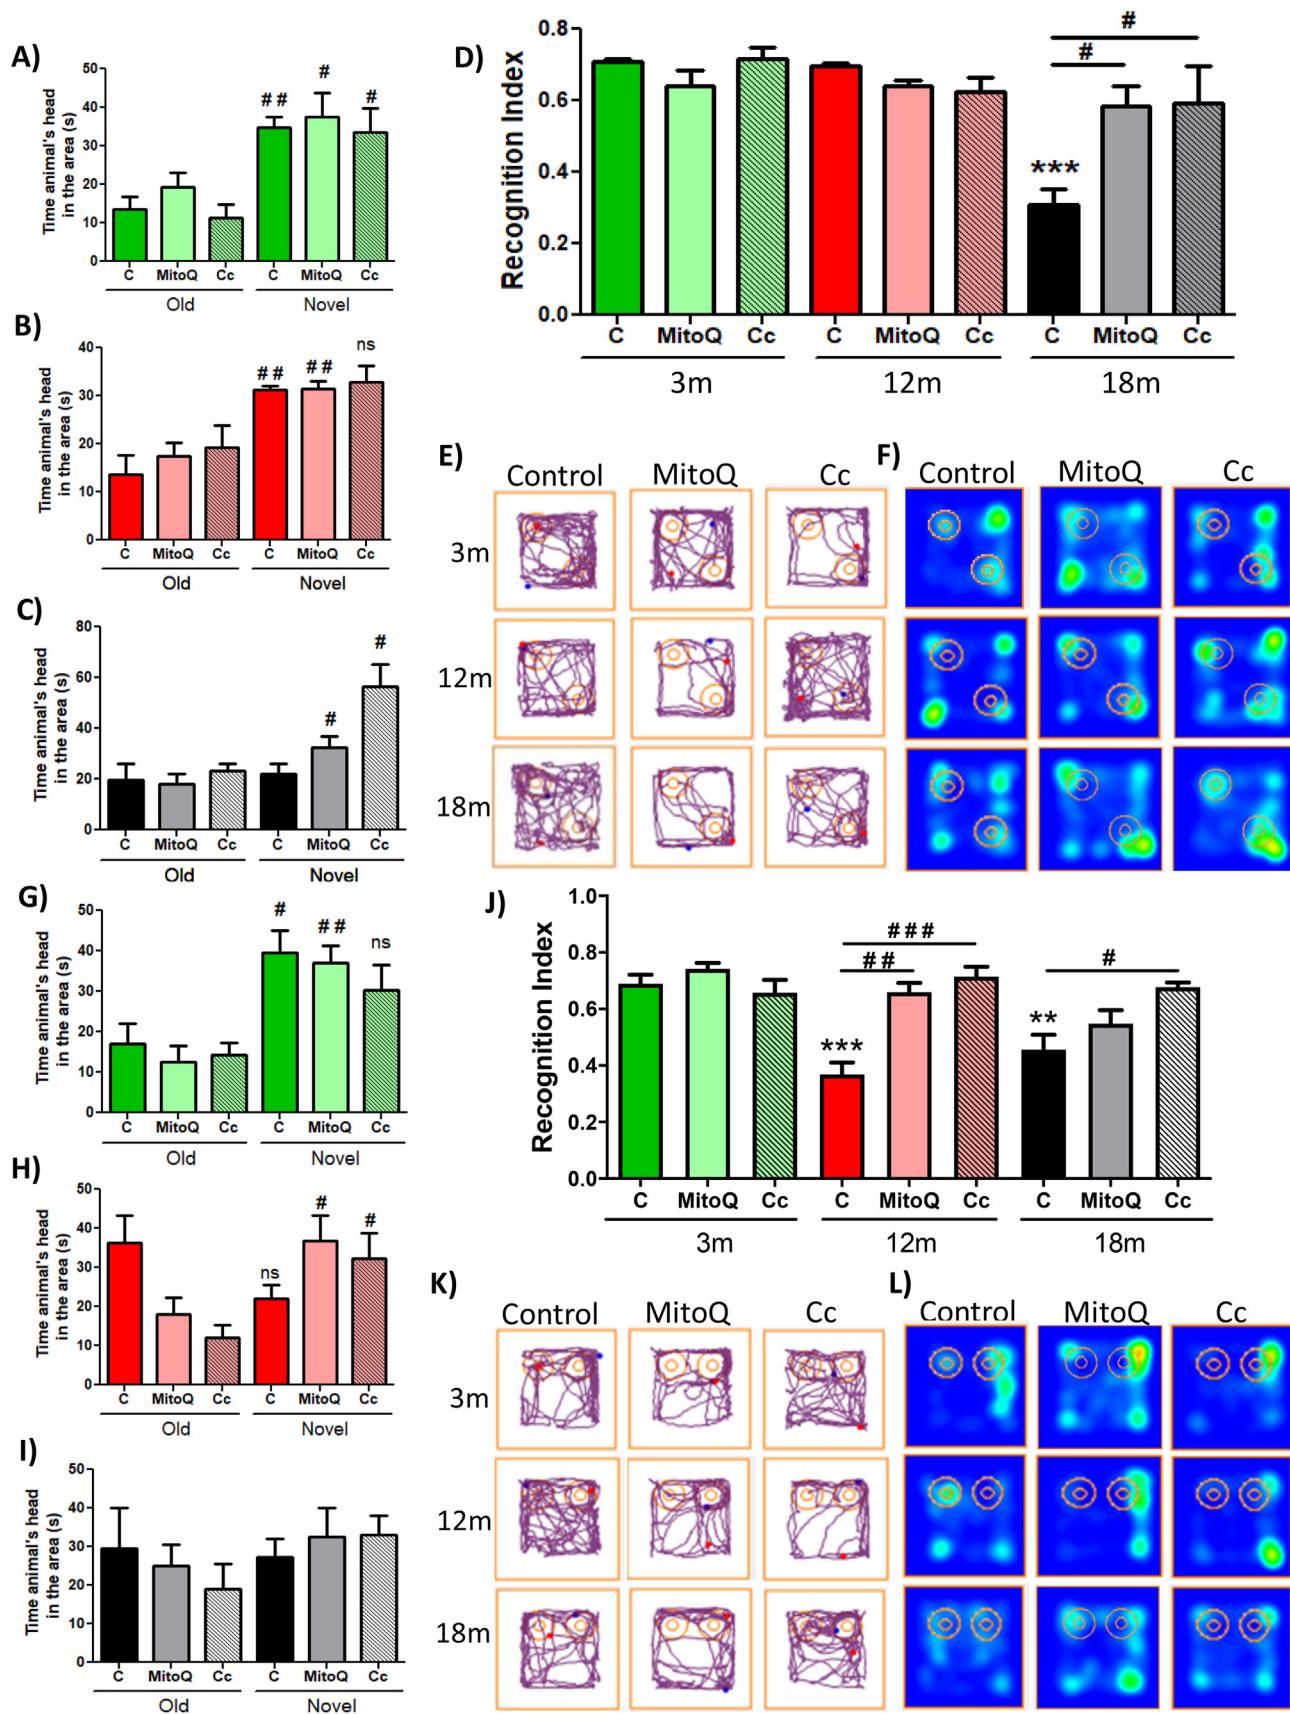 A)
Time animal's head
in the area (s)
50
40
30
20
10
0
# #
#
#
C MitoQ Cc C MitoQ Cc
Old Novel
B)
Time animal's head
in the area (s)
40
30
20
10
0
# #
# #
ns
C MitoQ Cc C MitoQ Cc
Old Novel
C)
Time animal's head
in the area (s)
80
60
40
20
0
#
#
C MitoQ Cc C MitoQ Cc
Old Novel
D)
Recognition Index
0.8
0.6
0.4
0.2
0.0
#
#
***
C MitoQ Cc C MitoQ Cc C MitoQ Cc
3m 12m 18m
E)
Control MitoQ Cc
3m
12m
18m
F)
Control MitoQ Cc
G)
Time animal's head
in the area (s)
50
40
30
20
10
0
#
# #
ns
C MitoQ Cc C MitoQ Cc
Old Novel
H)
Time animal's head
in the area (s)
50
40
30
20
10
0
ns
#
#
C MitoQ Cc C MitoQ Cc
Old Novel
I)
Time animal's head
in the area (s)
50
40
30
20
10
0
C MitoQ Cc C MitoQ Cc
Old Novel
J)
Recognition Index
1.0
0.8
0.6
0.4
0.2
0.0
# # #
# #
#
***
**
C MitoQ Cc C MitoQ Cc C MitoQ Cc
3m 12m 18m
K)
Control MitoQ Cc
3m
12m
18m
L)
Control MitoQ Cc